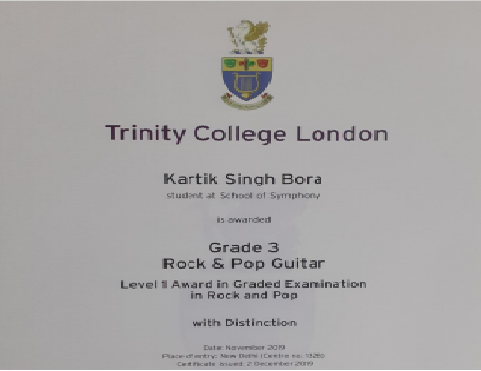 Trinity College London
Kartik Singh Bora
student at School of Symphony
is awarded
Grade 3
Rock & Pop Guitar
Level 1 Award in Graded Examination
in Rock and Pop
with Distinction
Date: November 2019
Place of entry: New Delhi (Centre no:
Certificate issued: 2 December 2019